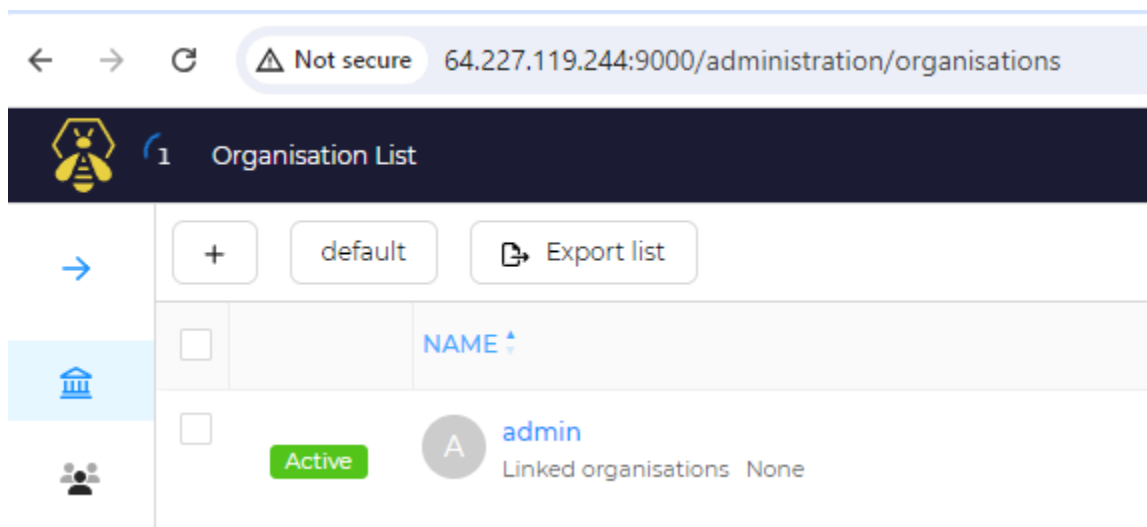 Not secure 64.227.119.244:9000/administration/organisations
1 Organisation List
+ default Export list
NAME
A admin
Active Linked organisations None